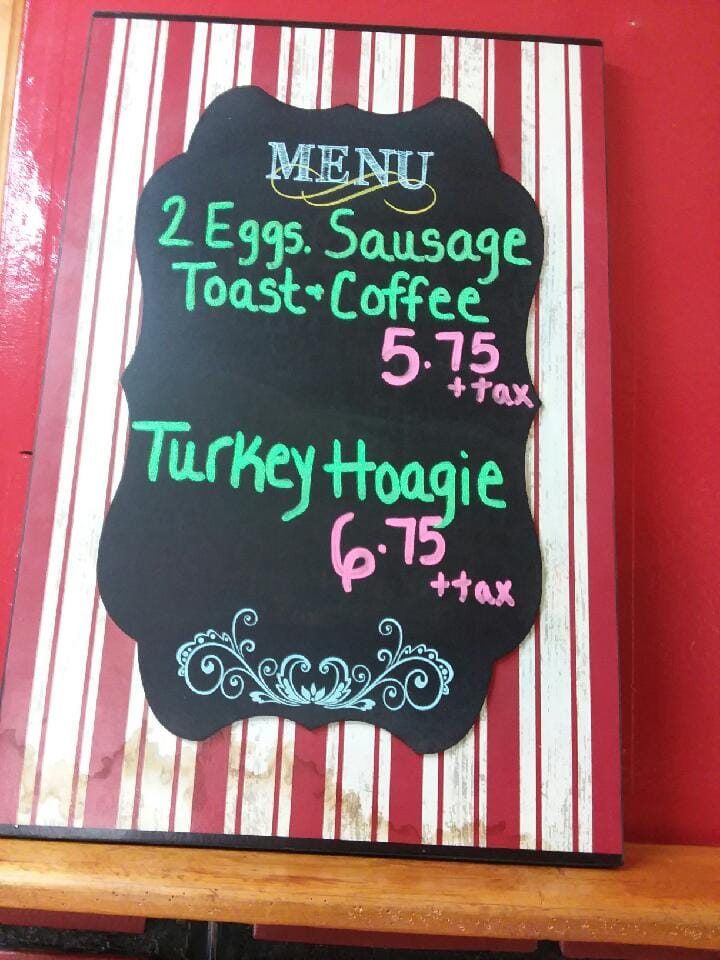 MENU
2 Eggs. Sausage
Toast + Coffee
5.75
+tax
Turkey Hoagie
6.75
+tax